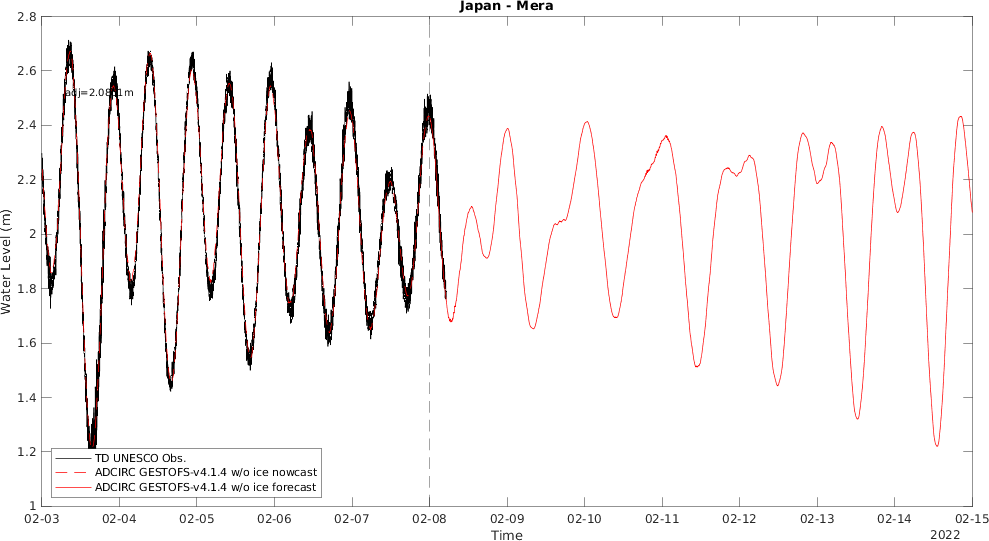 Japan - Mera
2.8
2.6
2.4
2.2
2
1.8
1.6
1.4
1.2
1
Water Level (m)
TD UNESCO Obs.
ADCIRC GESTOFS-v4.1.4 w/o ice nowcast
ADCIRC GESTOFS-v4.1.4 w/o ice forecast
02-03 02-04 02-05 02-06 02-07 02-08 02-09 02-10 02-11 02-12 02-13 02-14 02-15
Time
2022